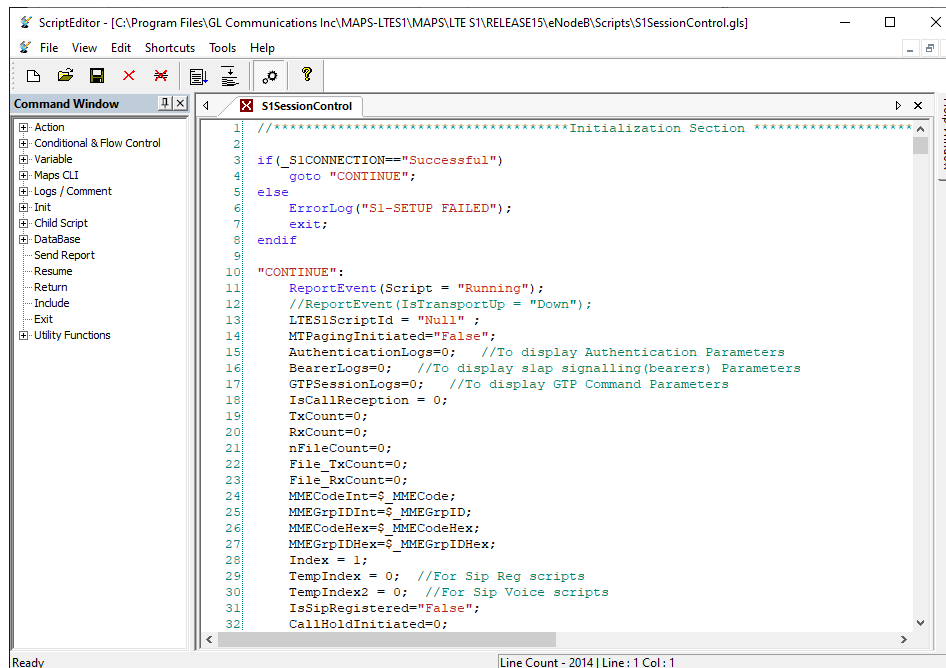 ScriptEditor - [C:\Program Files\GL Communications Inc\MAPS-LTES1\MAPS\LTE S1\RELEASE15\eNodeB\Scripts\S1SessionControl.gls]
File View Edit Shortcuts Tools Help
Command Window
S1SessionControl
Action
Conditional & Flow Control
Variable
Maps CLI
Logs / Comment
Init
Child Script
DataBase
Send Report
Resume
Return
Include
Exit
Utility Functions
1 //*************************************Initialization Section ********************
2
3 if(_S1CONNECTION=="Successful")
4 goto "CONTINUE";
5 else
6 ErrorLog("S1-SETUP FAILED");
7 exit;
8 endif
9
10 "CONTINUE":
11 ReportEvent(Script = "Running");
12 //ReportEvent(IsTransportUp = "Down");
13 LTES1ScriptId = "Null" ;
14 MTPagingInitiated="False";
15 AuthenticationLogs=0; //To display Authentication Parameters
16 BearerLogs=0; //To display s1ap signalling(bearers) Parameters
17 GTPSessionLogs=0; //To display GTP Command Parameters
18 IsCallReception = 0;
19 TxCount=0;
20 RxCount=0;
21 nFileCount=0;
22 File_TxCount=0;
23 File_RxCount=0;
24 MMECodeInt=$_MMECode;
25 MMEGrpIDInt=$_MMEGrpID;
26 MMECodeHex=$_MMECodeHex;
27 MMEGrpIDHex=$_MMEGrpIDHex;
28 Index = 1;
29 TempIndex = 0; //For Sip Reg scripts
30 TempIndex2 = 0; //For Sip Voice scripts
31 IsSipRegistered="False";
32 CallHoldInitiated=0;
Ready
Line Count - 2014 | Line : 1 Col : 1